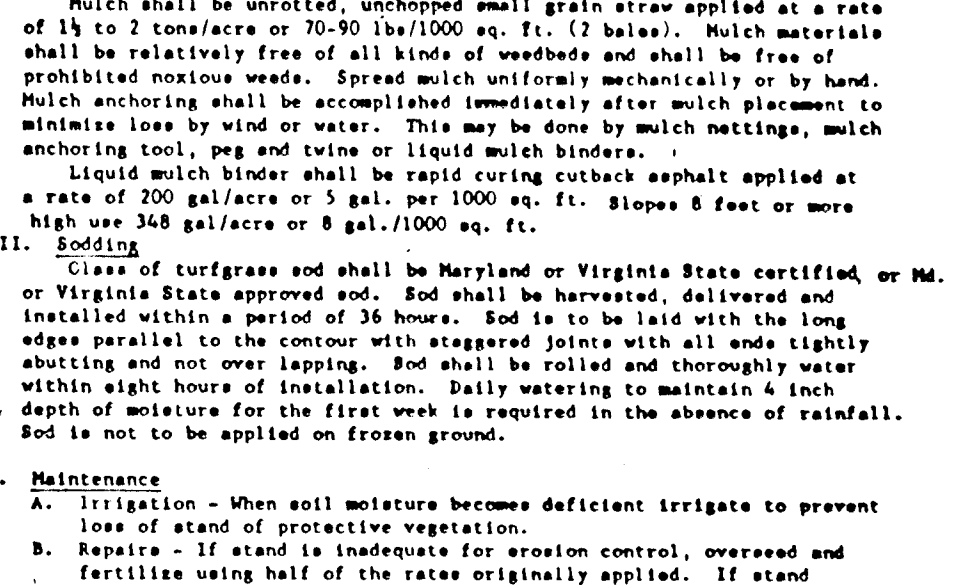 Mulch shall be unrotted, unchopped small grain straw applied at a rate
of 1½ to 2 tons/acre or 70-90 lbs/1000 sq. ft. (2 bales). Mulch materials
shall be relatively free of all kinds of weedbeds and shall be free of
prohibited noxious weeds. Spread mulch uniformly mechanically or by hand.
Mulch anchoring shall be accomplished immediately after mulch placement to
minimize loss by wind or water. This may be done by mulch nettings, mulch
anchoring tool, peg and twine or liquid mulch binders.
Liquid mulch binder shall be rapid curing cutback asphalt applied at
a rate of 200 gal/acre or 5 gal. per 1000 sq. ft. Slopes 8 feet or more
high use 348 gal/acre or 8 gal./1000 sq. ft.
II. Sodding
Class of turfgrass sod shall be Maryland or Virginia State certified, or Md.
or Virginia State approved sod. Sod shall be harvested, delivered and
installed within a period of 36 hours. Sod is to be laid with the long
edges parallel to the contour with staggered joints with all ends tightly
abutting and not over lapping. Sod shall be rolled and thoroughly water
within eight hours of installation. Daily watering to maintain 4 inch
depth of moisture for the first week is required in the absence of rainfall.
Sod is not to be applied on frozen ground.
. Maintenance
A. Irrigation - When soil moisture becomes deficient irrigate to prevent
loss of stand of protective vegetation.
B. Repairs - If stand is inadequate for erosion control, overseed and
fertilize using half of the rates originally applied. If stand